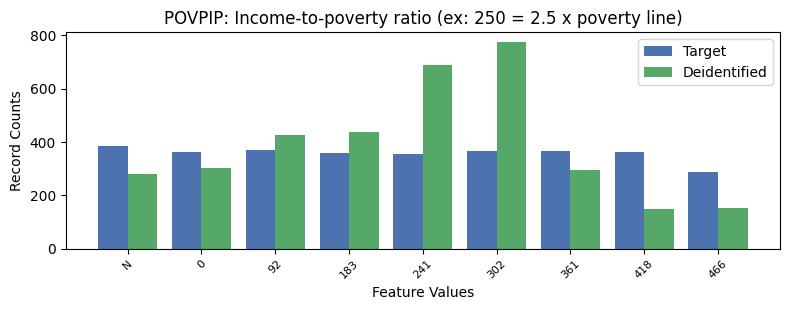 POVPIP: Income-to-poverty ratio (ex: 250 = 2.5 x poverty line)
Target
Deidentified
Record Counts
800
600
400
200
0
N 0 92 183 241 302 361 418 466
Feature Values